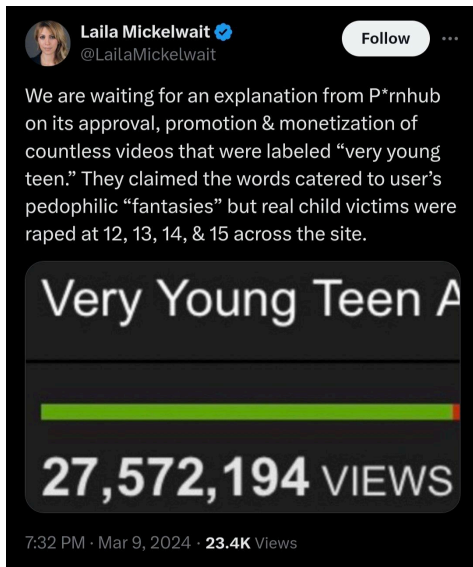 Laila Mickelwait
@LailaMickelwait
Follow
We are waiting for an explanation from P*rnhub
on its approval, promotion & monetization of
countless videos that were labeled “very young
teen.” They claimed the words catered to user’s
pedophilic “fantasies” but real child victims were
raped at 12, 13, 14, & 15 across the site.
Very Young Teen A
27,572,194 VIEWS
7:32 PM · Mar 9, 2024 · 23.4K Views